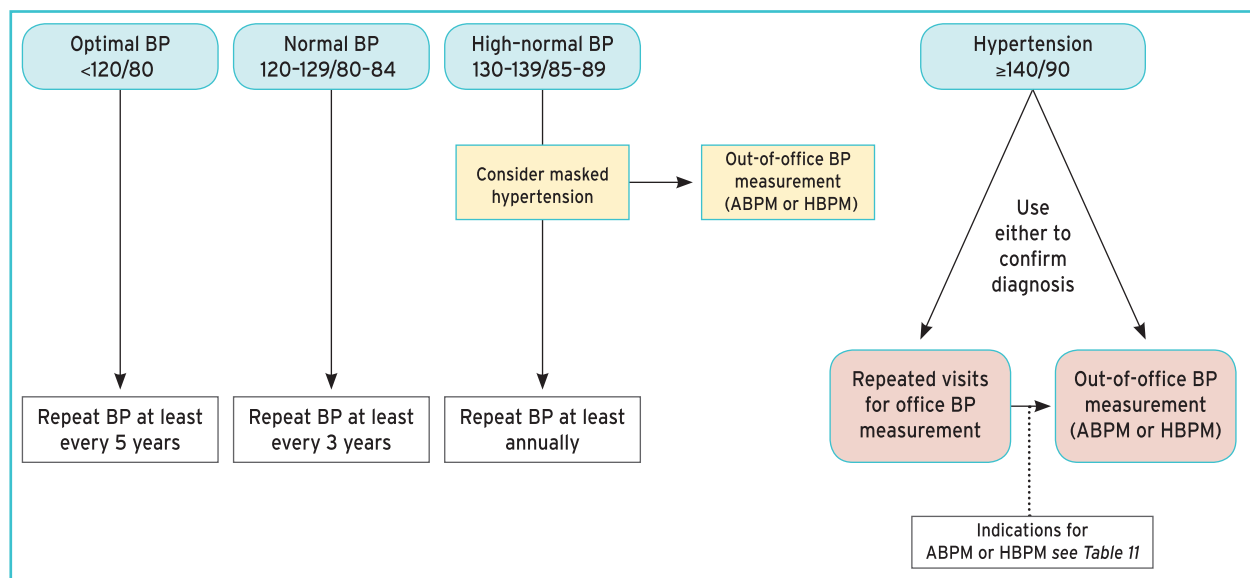 Optimal BP
<120/80
Normal BP
120–129/80–84
High–normal BP
130–139/85–89
Hypertension
≥140/90
Consider masked
hypertension
Out-of-office BP
measurement
(ABPM or HBPM)
Use
either to
confirm
diagnosis
Repeat BP at least
every 5 years
Repeat BP at least
every 3 years
Repeat BP at least
annually
Repeated visits
for office BP
measurement
Out-of-office BP
measurement
(ABPM or HBPM)
Indications for
ABPM or HBPM see Table 11